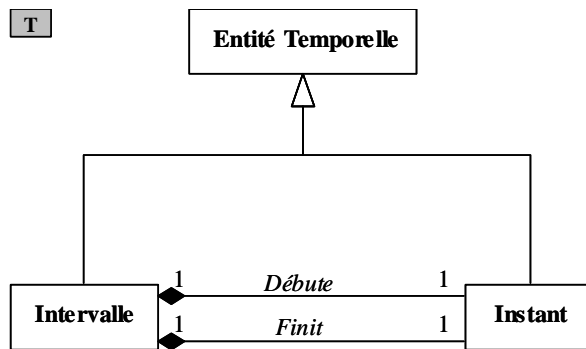 T
Entité Temporelle
1 Débute 1
Intervalle Instant
1 Finit 1